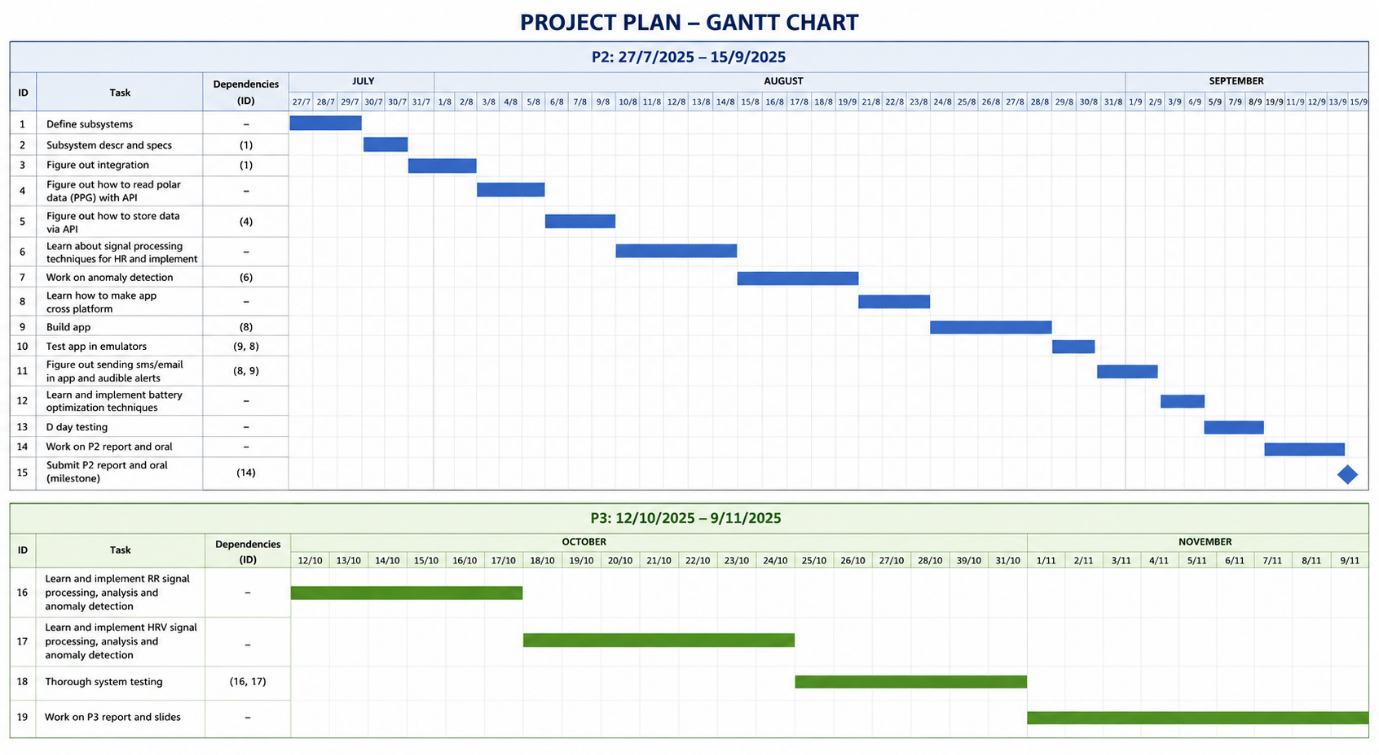 PROJECT PLAN – GANTT CHART
P2: 27/7/2025 – 15/9/2025
ID Task Dependencies (ID) JULY AUGUST SEPTEMBER
27/7 28/7 29/7 30/7 30/7 31/7 1/8 2/8 3/8 4/8 5/8 6/8 7/8 8/8 9/8 10/8 11/8 12/8 13/8 14/8 15/8 16/8 17/8 18/8 19/9 21/8 21/8 22/8 23/8 24/8 25/8 26/8 27/8 28/8 29/8 30/8 31/8 1/9 2/9 3/9 6/9 5/9 7/9 8/9 19/9 11/9 12/9 13/9 15/9
1 Define subsystems –
2 Subsystem descr and specs (1)
3 Figure out integration (1)
4 Figure out how to read polar
data (PPG) with API –
5 Figure out how to store data
via API (4)
6 Learn about signal processing
techniques for HR and implement –
7 Work on anomaly detection (6)
8 Learn how to make app
cross platform –
9 Build app (8)
10 Test app in emulators (9, 8)
11 Figure out sending sms/email
in app and audible alerts (8, 9)
12 Learn and implement battery
optimization techniques –
13 D day testing –
14 Work on P2 report and oral –
15 Submit P2 report and oral
(milestone) (14)
P3: 12/10/2025 – 9/11/2025
ID Task Dependencies (ID) OCTOBER NOVEMBER
12/10 13/10 14/10 15/10 16/10 17/10 18/10 19/10 20/10 21/10 22/10 23/10 24/10 25/10 26/10 27/10 28/10 39/10 31/10 1/11 2/11 3/11 4/11 5/11 6/11 7/11 8/11 9/11
16 Learn and implement RR signal
processing, analysis and
anomaly detection –
17 Learn and implement HRV signal
processing, analysis and
anomaly detection –
18 Thorough system testing (16, 17)
19 Work on P3 report and slides –